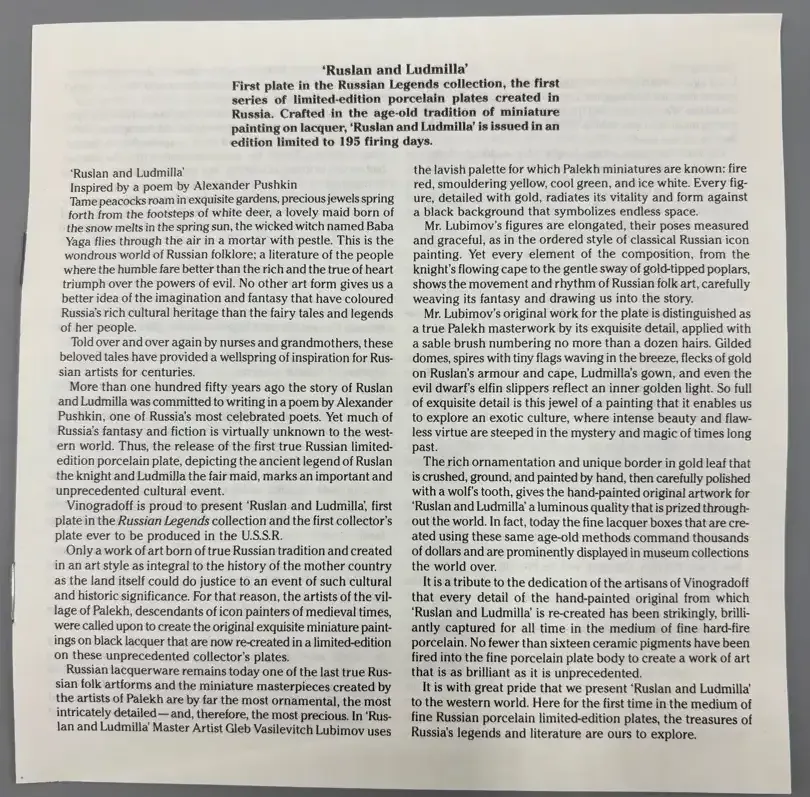 ‘Ruslan and Ludmilla’
First plate in the Russian Legends collection, the first
series of limited-edition porcelain plates created in
Russia. Crafted in the age-old tradition of miniature
painting on lacquer, ‘Ruslan and Ludmilla’ is issued in an
edition limited to 195 firing days.
‘Ruslan and Ludmilla’
Inspired by a poem by Alexander Pushkin
Tame peacocks roam in exquisite gardens, precious jewels spring
forth from the footsteps of white deer, a lovely maid born of
the snow melts in the spring sun, the wicked witch named Baba
Yaga flies through the air in a mortar with pestle. This is the
wondrous world of Russian folklore; a literature of the people
where the humble fare better than the rich and the true of heart
triumph over the powers of evil. No other art form gives us a
better idea of the imagination and fantasy that have coloured
Russia's rich cultural heritage than the fairy tales and legends
of her people.
Told over and over again by nurses and grandmothers, these
beloved tales have provided a wellspring of inspiration for Rus-
sian artists for centuries.
More than one hundred fifty years ago the story of Ruslan
and Ludmilla was committed to writing in a poem by Alexander
Pushkin, one of Russia's most celebrated poets. Yet much of
Russia's fantasy and fiction is virtually unknown to the west-
ern world. Thus, the release of the first true Russian limited-
edition porcelain plate, depicting the ancient legend of Ruslan
the knight and Ludmilla the fair maid, marks an important and
unprecedented cultural event.
Vinogradoff is proud to present ‘Ruslan and Ludmilla’, first
plate in the Russian Legends collection and the first collector's
plate ever to be produced in the U.S.S.R.
Only a work of art born of true Russian tradition and created
in an art style as integral to the history of the mother country
as the land itself could do justice to an event of such cultural
and historic significance. For that reason, the artists of the vil-
lage of Palekh, descendants of icon painters of medieval times,
were called upon to create the original exquisite miniature paint-
ings on black lacquer that are now re-created in a limited-edition
on these unprecedented collector's plates.
Russian lacquerware remains today one of the last true Rus-
sian folk artforms and the miniature masterpieces created by
the artists of Palekh are by far the most ornamental, the most
intricately detailed—and, therefore, the most precious. In ‘Rus-
lan and Ludmilla’ Master Artist Gleb Vasilevitch Lubimov uses
the lavish palette for which Palekh miniatures are known: fire
red, smouldering yellow, cool green, and ice white. Every fig-
ure, detailed with gold, radiates its vitality and form against
a black background that symbolizes endless space.
Mr. Lubimov's figures are elongated, their poses measured
and graceful, as in the ordered style of classical Russian icon
painting. Yet every element of the composition, from the
knight's flowing cape to the gentle sway of gold-tipped poplars,
shows the movement and rhythm of Russian folk art, carefully
weaving its fantasy and drawing us into the story.
Mr. Lubimov's original work for the plate is distinguished as
a true Palekh masterwork by its exquisite detail, applied with
a sable brush numbering no more than a dozen hairs. Gilded
domes, spires with tiny flags waving in the breeze, flecks of gold
on Ruslan's armour and cape, Ludmilla's gown, and even the
evil dwarf's elfin slippers reflect an inner golden light. So full
of exquisite detail is this jewel of a painting that it enables us
to explore an exotic culture, where intense beauty and flaw-
less virtue are steeped in the mystery and magic of times long
past.
The rich ornamentation and unique border in gold leaf that
is crushed, ground, and painted by hand, then carefully polished
with a wolf's tooth, gives the hand-painted original artwork for
‘Ruslan and Ludmilla’ a luminous quality that is prized through-
out the world. In fact, today the fine lacquer boxes that are cre-
ated using these same age-old methods command thousands
of dollars and are prominently displayed in museum collections
the world over.
It is a tribute to the dedication of the artisans of Vinogradoff
that every detail of the hand-painted original from which
‘Ruslan and Ludmilla’ is re-created has been strikingly, brilli-
antly captured for all time in the medium of fine hard-fire
porcelain. No fewer than sixteen ceramic pigments have been
fired into the fine porcelain plate body to create a work of art
that is as brilliant as it is unprecedented.
It is with great pride that we present ‘Ruslan and Ludmilla’
to the western world. Here for the first time in the medium of
fine Russian porcelain limited-edition plates, the treasures of
Russia's legends and literature are ours to explore.